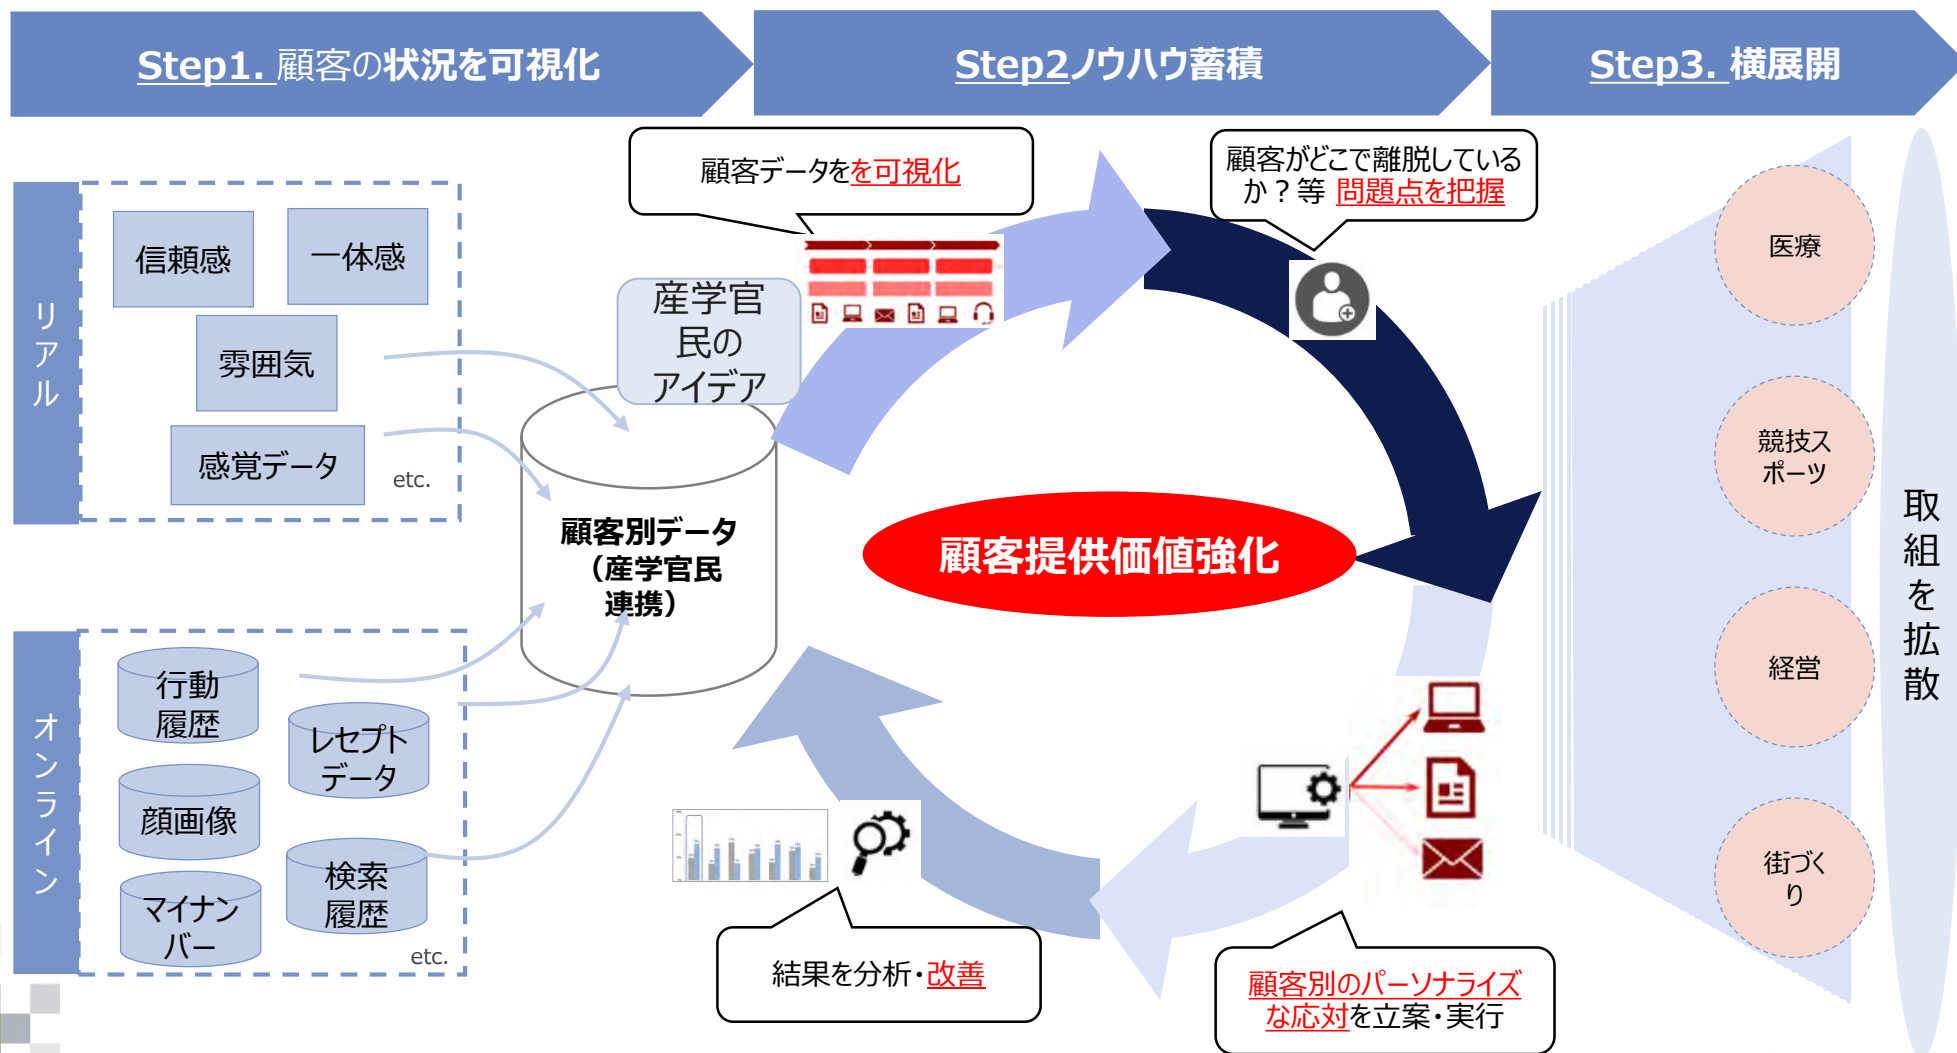 Step1. 顧客の状況を可視化
Step2ノウハウ蓄積
Step3. 横展開
リアル
信頼感
一体感
雰囲気
感覚データ
etc.
オンライン
行動
履歴
レセプト
データ
顔画像
検索
履歴
マイナン
バー
etc.
産学官
民の
アイデア
顧客別データ
（産学官民
連携）
顧客データをを可視化
顧客がどこで離脱している
か？等 問題点を把握
顧客提供価値強化
結果を分析・改善
顧客別のパーソナライズ
な応対を立案・実行
医療
競技ス
ポーツ
経営
街づく
り
取組を拡散